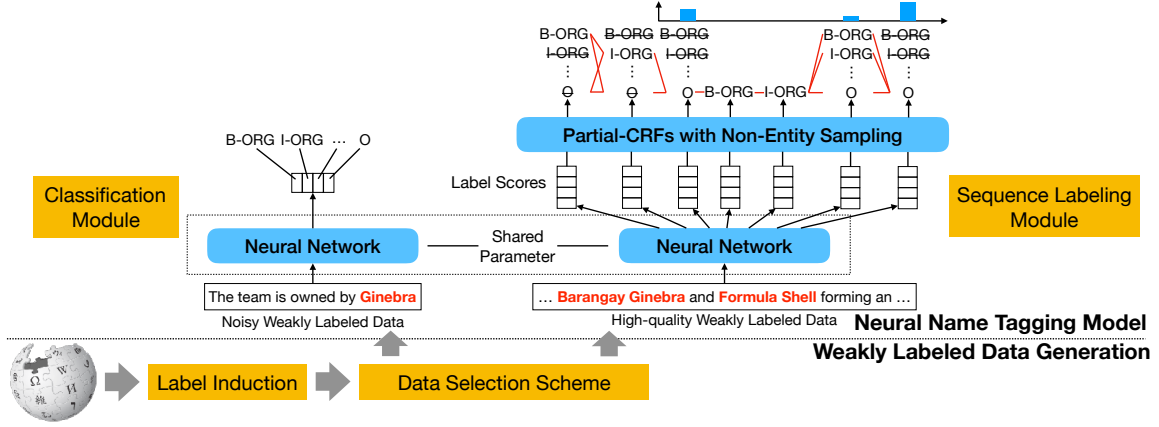 B-ORG B-ORG B-ORG B-ORG B-ORG
I-ORG I-ORG I-ORG I-ORG I-ORG
O O O B-ORG I-ORG O O
Partial-CRFs with Non-Entity Sampling
B-ORG I-ORG ... O
Label Scores
Classification
Module
Sequence Labeling
Module
Neural Network
Shared
Parameter
Neural Network
The team is owned by Ginebra
... Barangay Ginebra and Formula Shell forming an ...
Noisy Weakly Labeled Data
High-quality Weakly Labeled Data
Neural Name Tagging Model
Weakly Labeled Data Generation
Label Induction
Data Selection Scheme
Ω W И